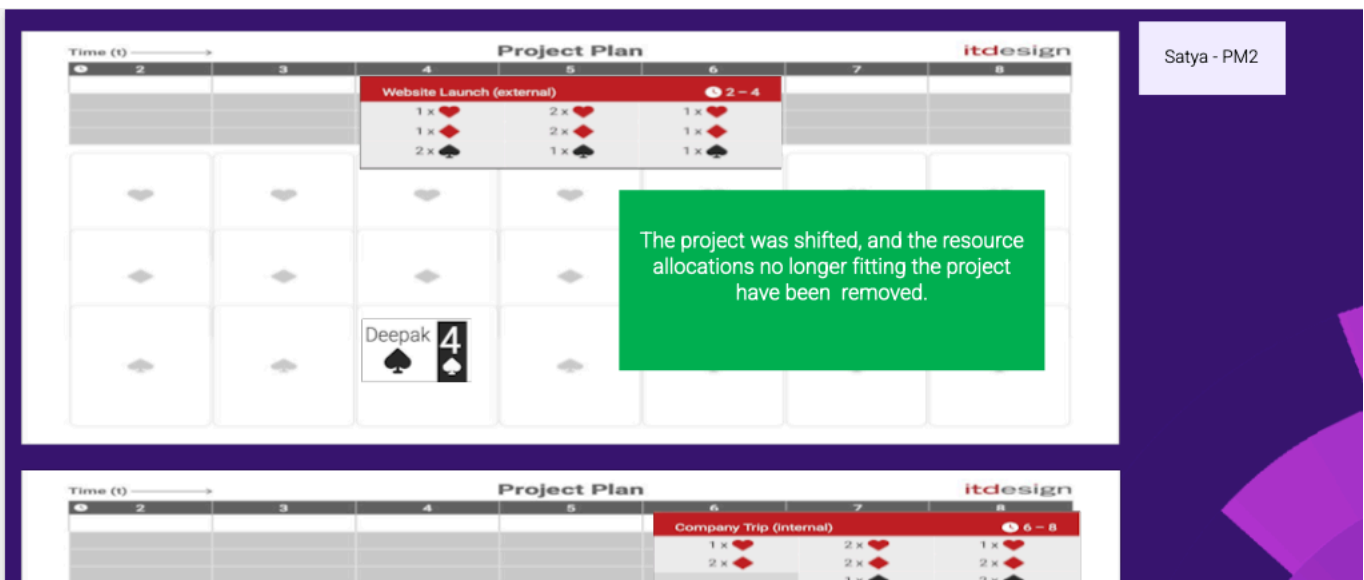 Time (t)
Project Plan
itdesign
Satya - PM2
2 3 4 5 6 7 8
Website Launch (external) 2 – 4
1 x 2 x 1 x
1 x 2 x 1 x
2 x 1 x 1 x
The project was shifted, and the resource
allocations no longer fitting the project
have been removed.
Deepak 4
Time (t)
Project Plan
itdesign
2 3 4 5 6 7 8
Company Trip (internal) 6 – 8
1 x 2 x 1 x
2 x 2 x 2 x